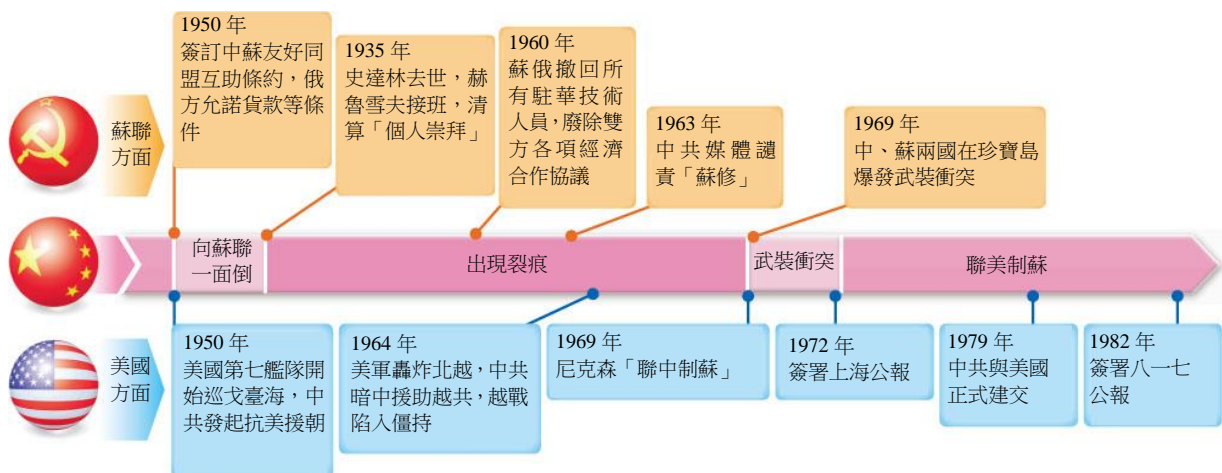 蘇聯
方面
1950 年
簽訂中蘇友好同
盟互助條約，俄
方允諾貨款等條
件
1935 年
史達林去世，赫
魯雪夫接班，清
算「個人崇拜」
1960 年
蘇俄撤回所
有駐華技術
人員，廢除雙
方各項經濟
合作協議
1963 年
中共媒體譴
責「蘇修」
1969 年
中、蘇兩國在珍寶島
爆發武裝衝突
向蘇聯
一面倒
出現裂痕
武裝衝突
聯美制蘇
美國
方面
1950 年
美國第七艦隊開
始巡弋臺海，中
共發起抗美援朝
1964 年
美軍轟炸北越，中共
暗中援助越共，越戰
陷入僵持
1969 年
尼克森「聯中制蘇」
1972 年
簽署上海公報
1979 年
中共與美國
正式建交
1982 年
簽署八一七
公報